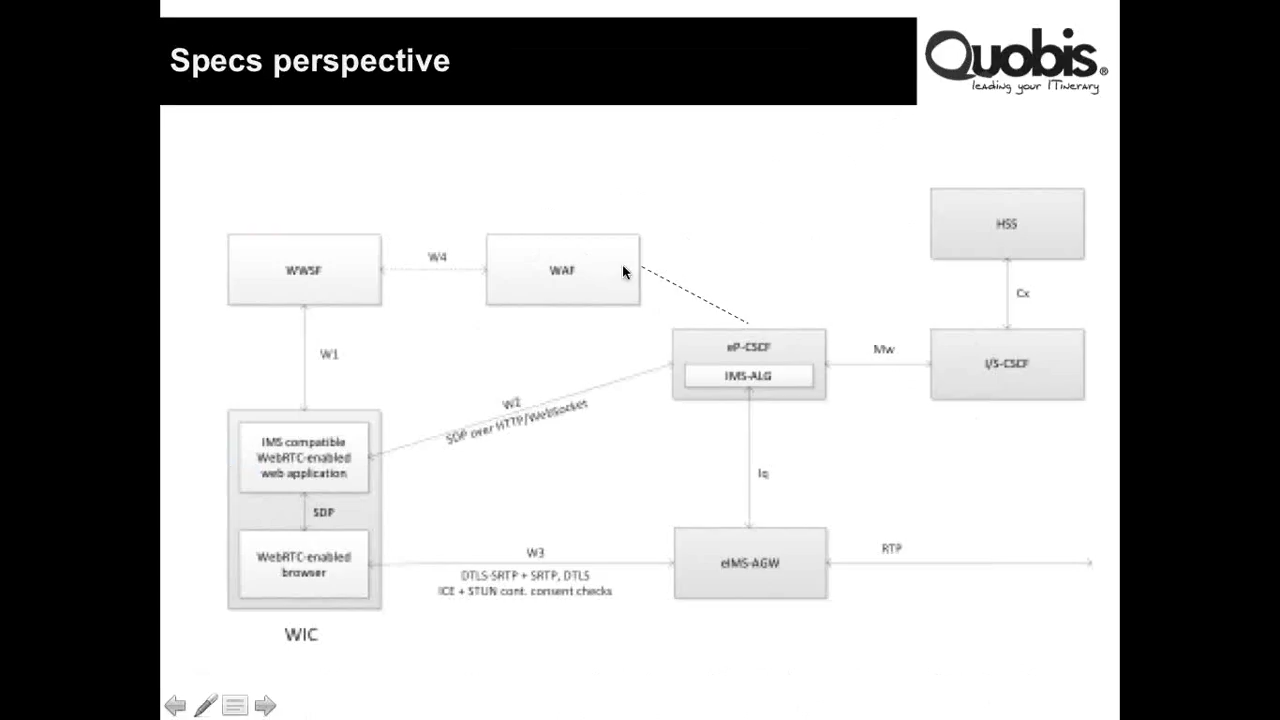 Specs perspective
Quobis®
leading your ITinerary
HSS
WWSF
W4
WAF
Cx
W1
eP-CSCF
IMS-ALG
Mw
I/S-CSCF
W2
SDP over HTTP/WebSocket
IMS compatible
WebRTC-enabled
web application
SDP
Iq
WebRTC-enabled
browser
W3
DTLS-SRTP + SRTP, DTLS
ICE + STUN cont. consent checks
eIMS-AGW
RTP
WIC